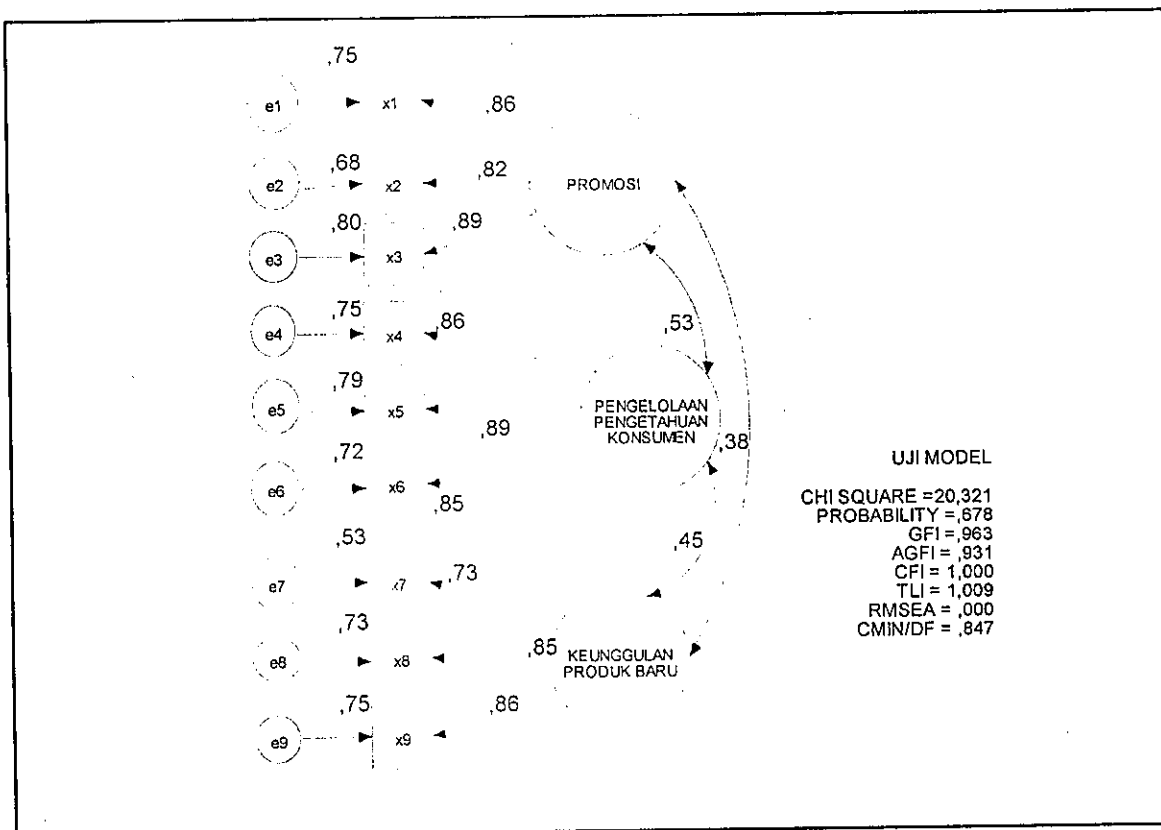 ,75
e1
x1
,86
,68
e2
x2
,82
PROMOSI
,80
,89
e3
x3
,75
e4
x4
,86
,53
,79
e5
x5
,89
PENGELOLAAN
PENGETAHUAN
KONSUMEN
,38
,72
e6
x6
,85
,53
e7
x7
,73
,45
,73
e8
x8
,85
KEUNGGULAN
PRODUK BARU
,75
e9
x9
,86
UJI MODEL
CHI SQUARE =20,321
PROBABILITY =,678
GFI =,963
AGFI =,931
CFI = 1,000
TLI = 1,009
RMSEA = ,000
CMIN/DF = ,847